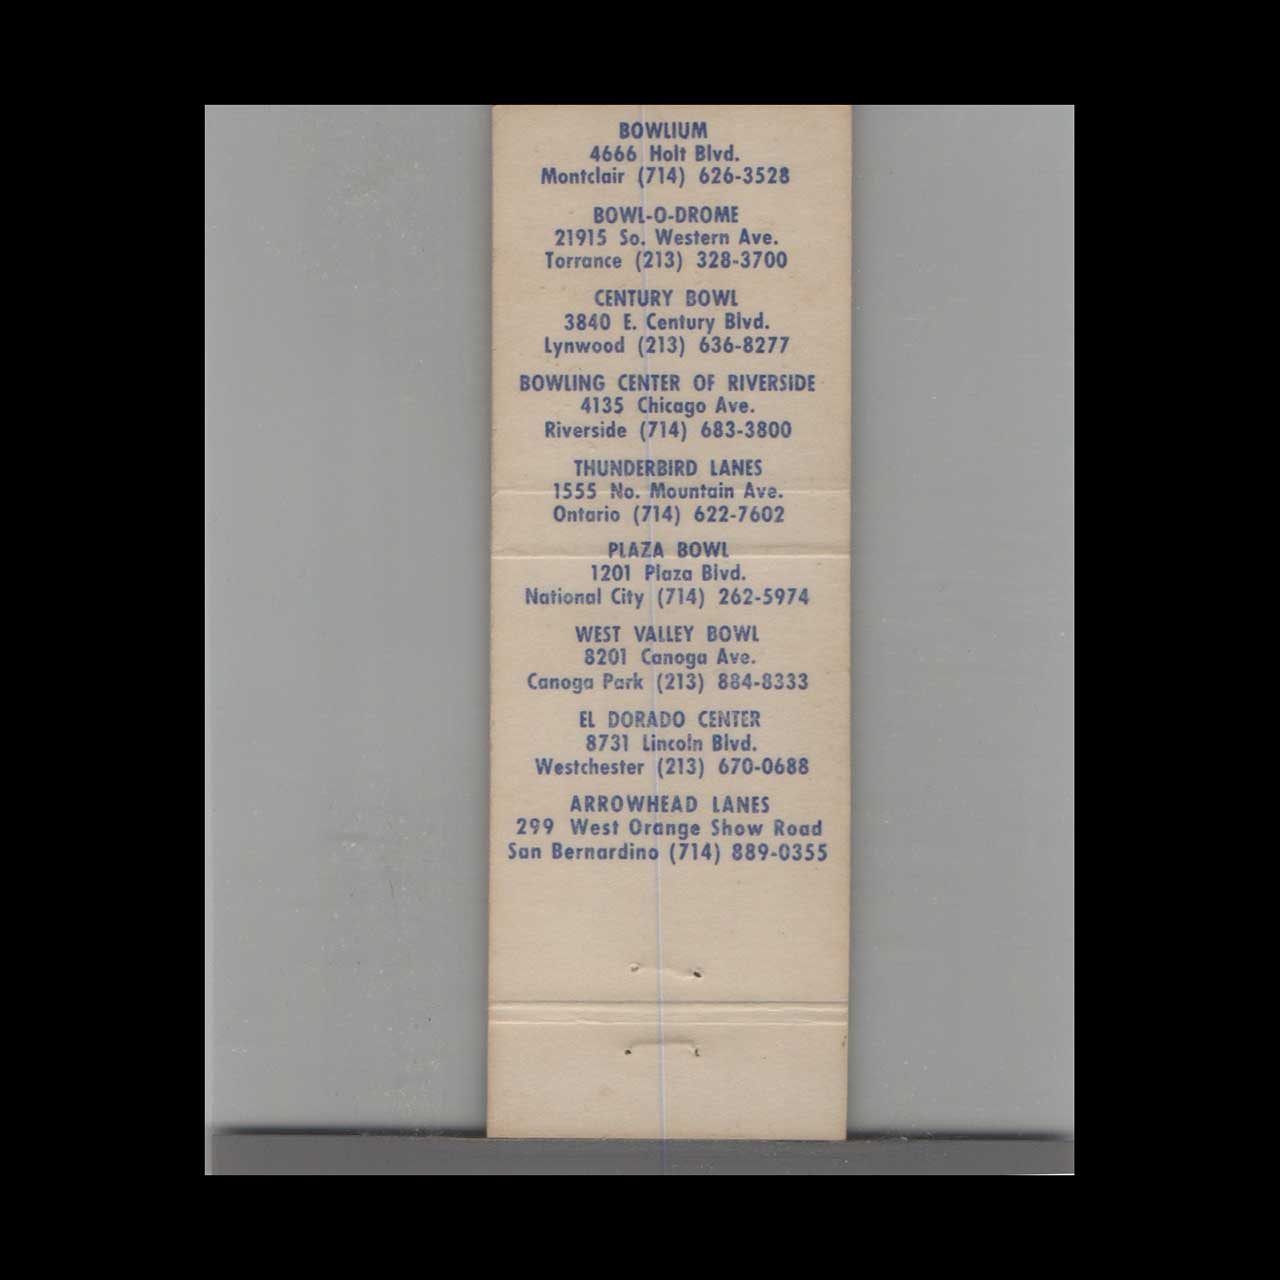 BOWLIUM
4666 Holt Blvd.
Montclair (714) 626-3528
BOWL-O-DROME
21915 So. Western Ave.
Torrance (213) 328-3700
CENTURY BOWL
3840 E. Century Blvd.
Lynwood (213) 636-8277
BOWLING CENTER OF RIVERSIDE
4135 Chicago Ave.
Riverside (714) 683-3800
THUNDERBIRD LANES
1555 No. Mountain Ave.
Ontario (714) 622-7602
PLAZA BOWL
1201 Plaza Blvd.
National City (714) 262-5974
WEST VALLEY BOWL
8201 Canoga Ave.
Canoga Park (213) 884-8333
EL DORADO CENTER
8731 Lincoln Blvd.
Westchester (213) 670-0688
ARROWHEAD LANES
299 West Orange Show Road
San Bernardino (714) 889-0355